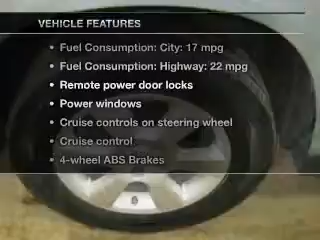 VEHICLE FEATURES
• Fuel Consumption: City: 17 mpg
• Fuel Consumption: Highway: 22 mpg
• Remote power door locks
• Power windows
• Cruise controls on steering wheel
• Cruise control
• 4-wheel ABS Brakes